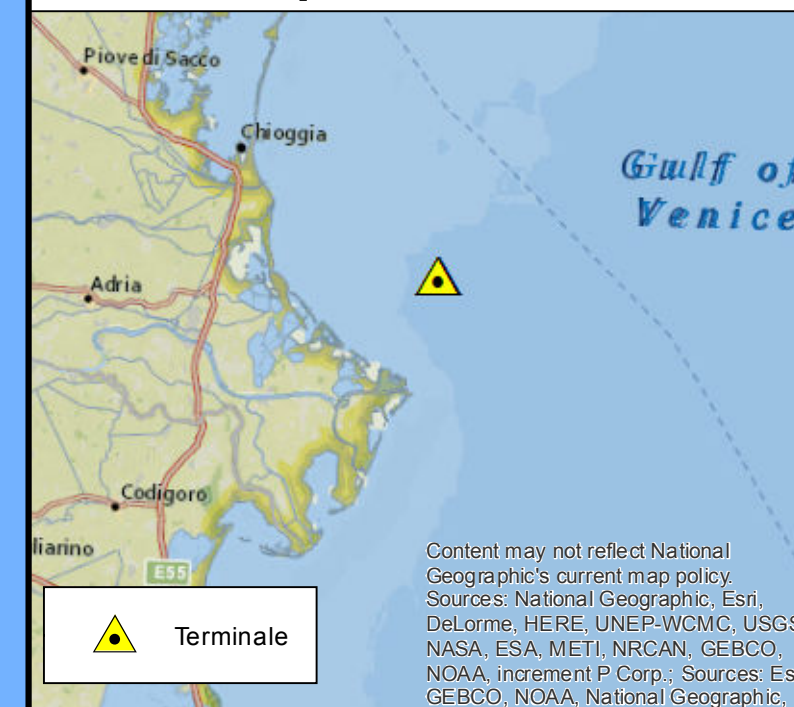 Piove di Sacco
Chioggia
Gulf of
Venice
Adria
Codigoro
liarino
E55
Terminale
Content may not reflect National
Geographic's current map policy.
Sources: National Geographic, Esri,
DeLorme, HERE, UNEP-WCMC, USGS
NASA, ESA, METI, NRCAN, GEBCO,
NOAA, increment P Corp.; Sources: Es
GEBCO, NOAA, National Geographic,